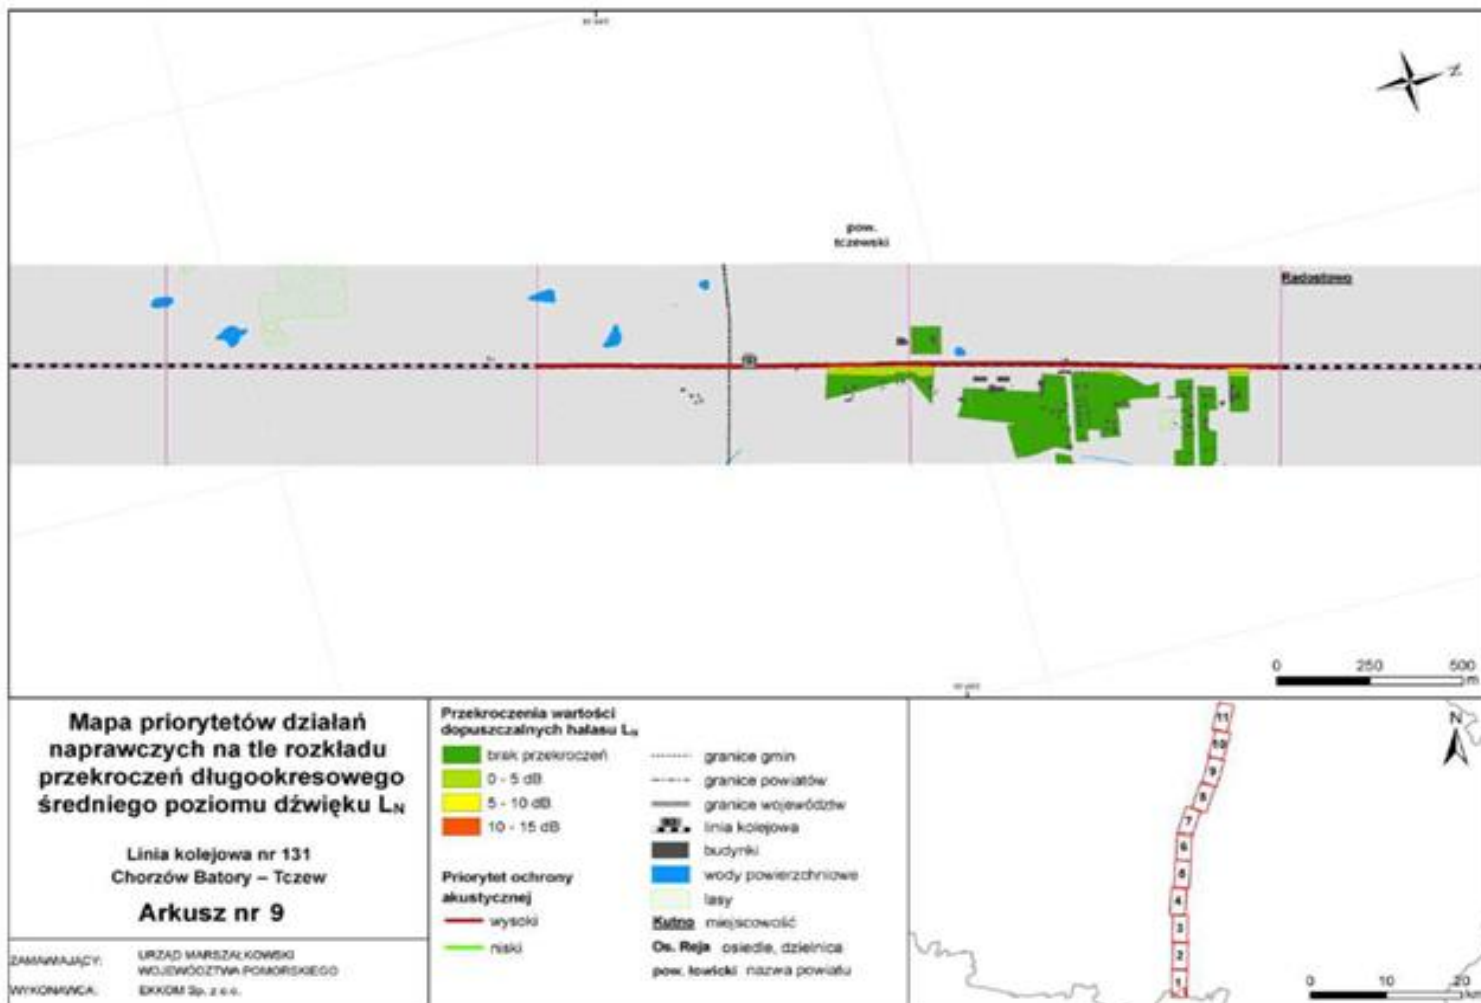 N
pow.
tczewski
Radostowo
0 250 500
m
Mapa priorytetów działań
naprawczych na tle rozkładu
przekroczeń długookresowego
średniego poziomu dźwięku LN
Linia kolejowa nr 131
Chorzów Batory – Tczew
Arkusz nr 9
ZAMAWIAJĄCY: URZĄD MARSZAŁKOWSKI
WOJEWÓDZTWA POMORSKIEGO
WYKONAWCA: EKKOM Sp. z o.o.
Przekroczenia wartości
dopuszczalnych hałasu LN
brak przekroczeń
0 - 5 dB
5 - 10 dB
10 - 15 dB
Priorytet ochrony
akustycznej
wysoki
niski
granice gmin
granice powiatów
granice województw
linia kolejowa
budynki
wody powierzchniowe
lasy
Kutno miejscowość
Os. Reja osiedle, dzielnica
pow. łowicki nazwa powiatu
N
11
10
9
8
7
6
5
4
3
2
1
0 10 20